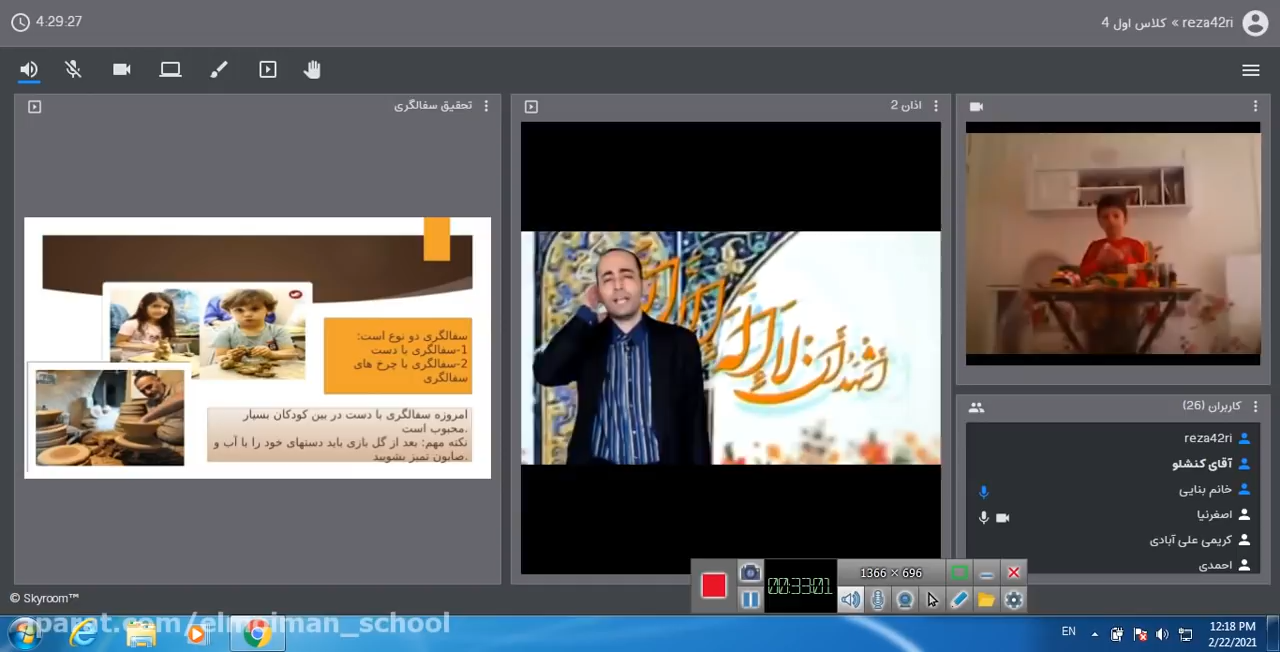 4:29:27
reza42ri » کلاس اول 4
تحقیق سفالگری
اذان 2
سفالگری دو نوع است:
1-سفالگری با دست
2-سفالگری با چرخ های
سفالگری
امروزه سفالگری با دست در بین کودکان بسیار
.محبوب است
نکته مهم: بعد از گل بازی باید دستهای خود را با آب و
.صابون تمیز بشویید
أشهد أن لا إله إلا الله
کاربران (26)
reza42ri
آقای کنشلو
خانم بنایی
اصغرنیا
کریمی علی آبادی
احمدی
1366 × 696
00:33:01
© Skyroom™
aparat.com/elmoiman_school
EN
12:18 PM
2/22/2021